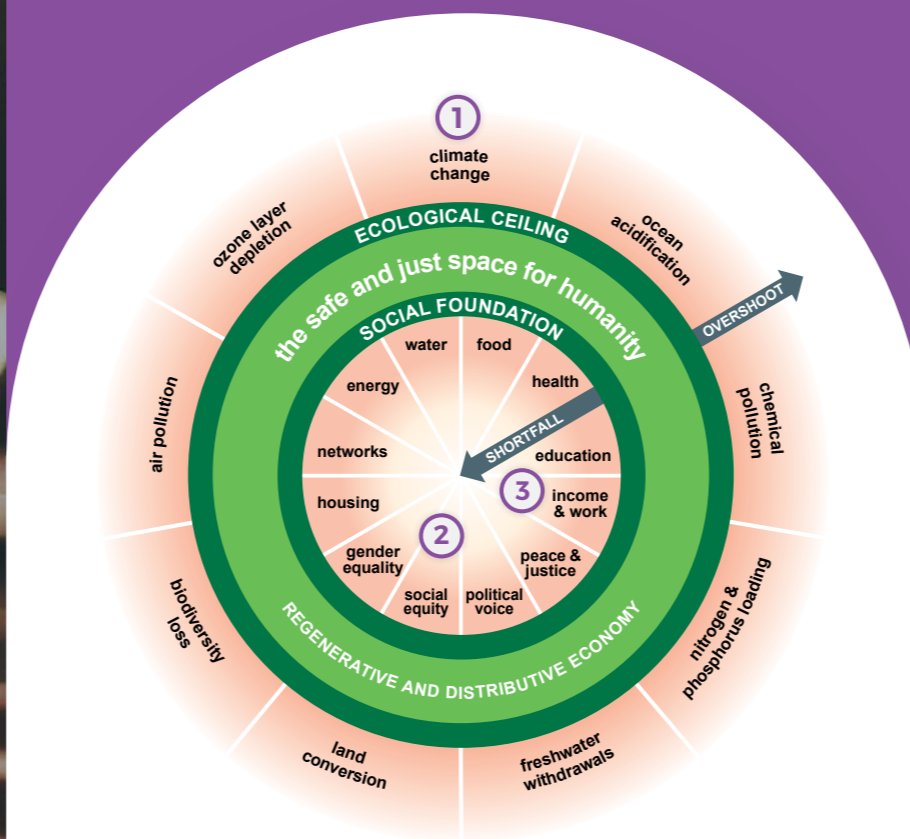 1
climate
change
ozone layer
depletion
ocean
acidification
ECOLOGICAL CEILING
the safe and just space for humanity
SOCIAL FOUNDATION
OVERSHOOT
water
food
energy
health
SHORTFALL
networks
education
air pollution
chemical
pollution
housing
3
income
& work
2
gender
equality
peace &
justice
social
equity
political
voice
REGENERATIVE AND DISTRIBUTIVE ECONOMY
biodiversity
loss
nitrogen &
phosphorus loading
land
conversion
freshwater
withdrawals